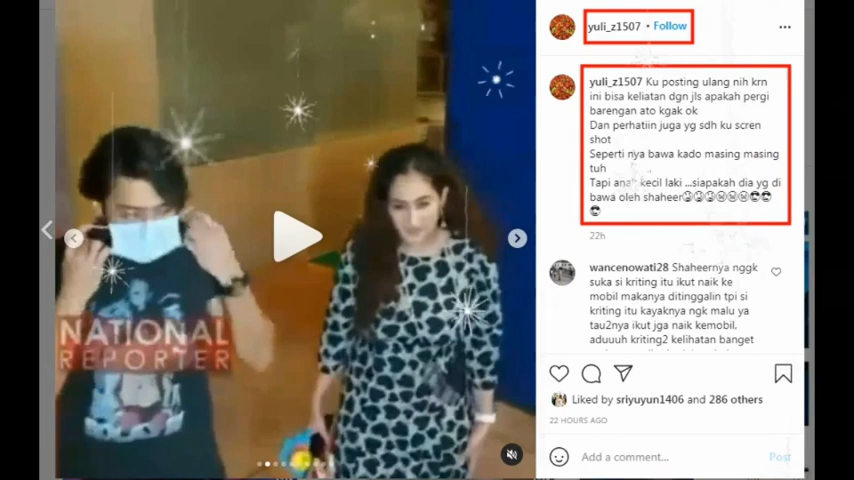 yuli_z1507 • Follow
yuli_z1507 Ku posting ulang nih krn
ini bisa keliatan dgn jls apakah pergi
barengan ato kgak ok
Dan perhatiin juga yg sdh ku scren
shot
Seperti nya bawa kado masing masing
tuh
Tapi anak kecil laki ...siapakah dia yg di
bawa oleh shaheer
22h
wancenowati28 Shaheernya nggk
suka si kriting itu ikut naik ke
mobil makanya ditinggalin tpi si
kriting itu kayaknya ngk malu ya
tau2nya ikut jga naik kemobil,
aduuuh kriting2 kelihatan banget
NATIONAL
REPORTER
Liked by sriyuyun1406 and 286 others
22 HOURS AGO
Add a comment...
Post